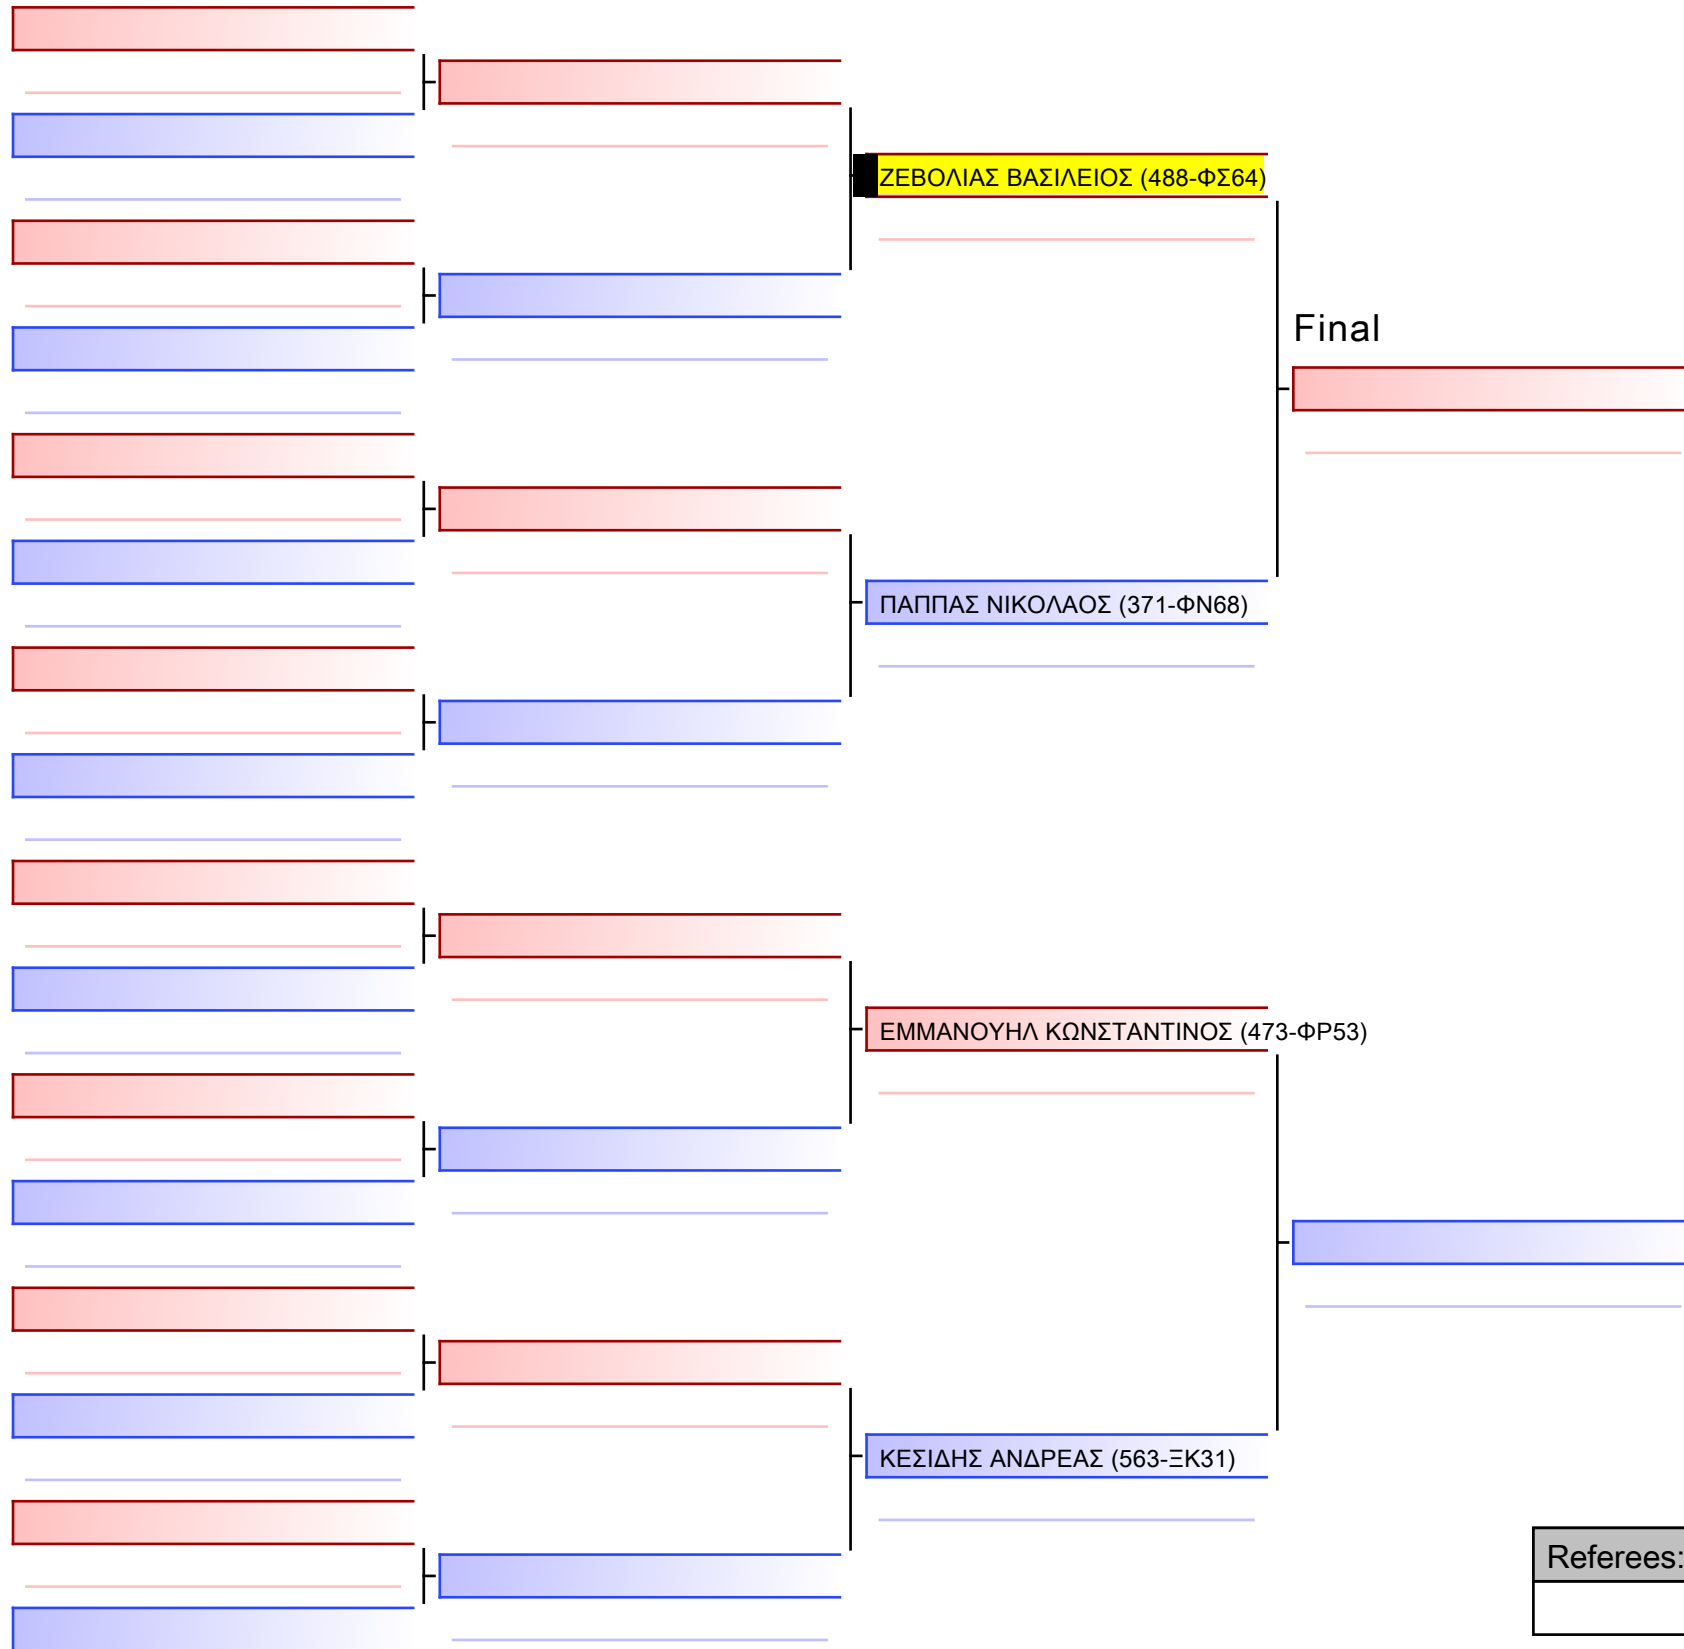 ΖΕΒΟΛΙΑΣ ΒΑΣΙΛΕΙΟΣ (488-ΦΣ64)
Final
ΠΑΠΠΑΣ ΝΙΚΟΛΑΟΣ (371-ΦΝ68)
ΕΜΜΑΝΟΥΗΛ ΚΩΝΣΤΑΝΤΙΝΟΣ (473-ΦΡ53)
ΚΕΣΙΔΗΣ ΑΝΔΡΕΑΣ (563-ΞΚ31)
Referees: